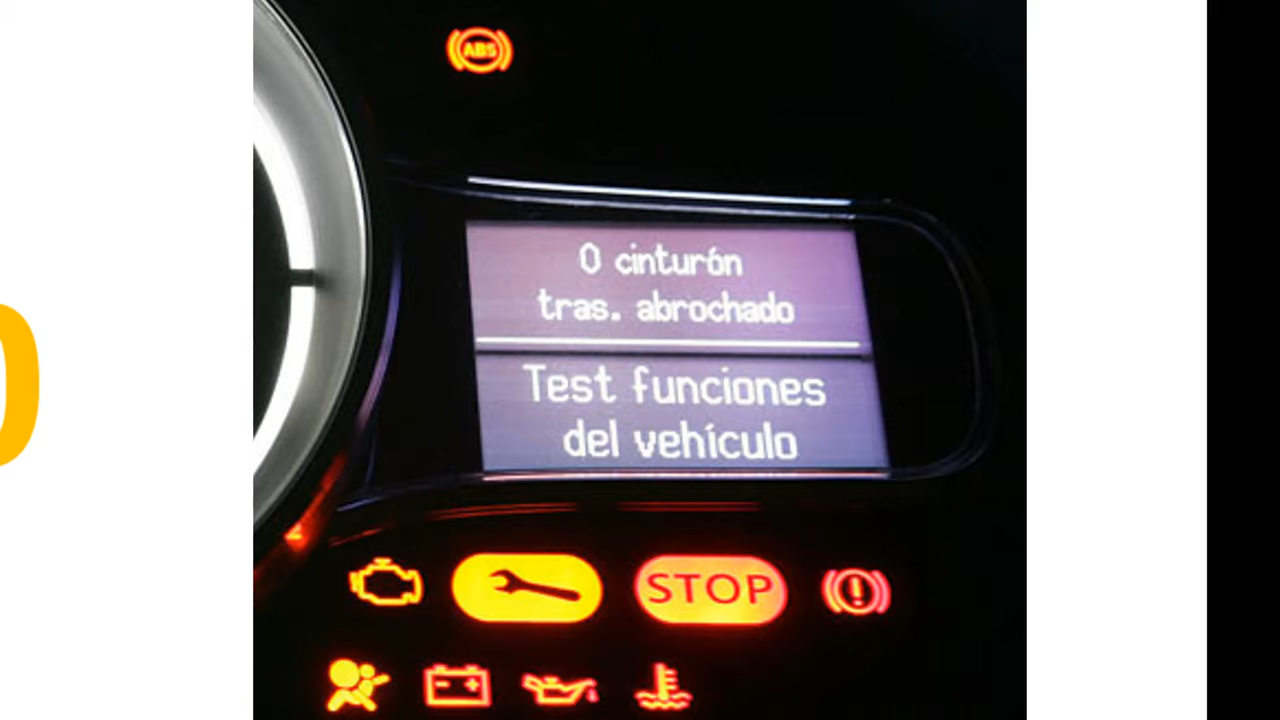 ABS
0 cinturón
tras. abrochado
Test funciones
del vehículo
STOP